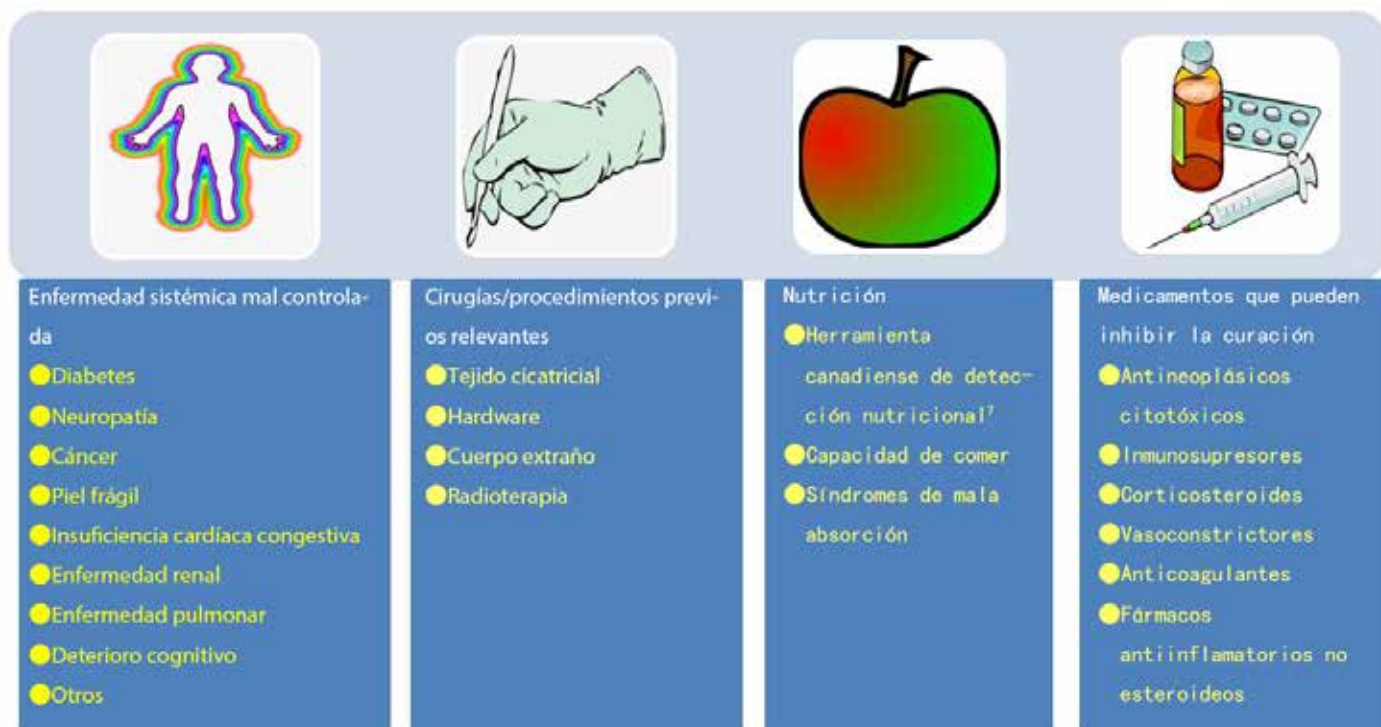 Enfermedad sistémica mal controla-
da
Diabetes
Neuropatía
Cáncer
Piel frágil
Insuficiencia cardíaca congestiva
Enfermedad renal
Enfermedad pulmonar
Deterioro cognitivo
Otros
Cirugías/procedimientos previ-
os relevantes
Tejido cicatricial
Hardware
Cuerpo extraño
Radioterapia
Nutrición
Herramienta
canadiense de detec-
ción nutricional⁷
Capacidad de comer
Síndromes de mala
absorción
Medicamentos que pueden
inhibir la curación
Antineoplásicos
citotóxicos
Inmunosupresores
Corticosteroides
Vasoconstrictores
Anticoagulantes
Fármacos
antiinflamatorios no
esteroideos